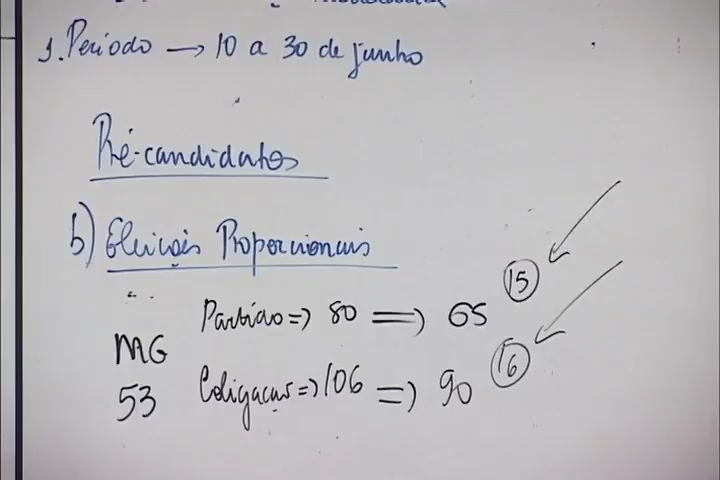 1. Período → 10 a 30 de junho
Pré-candidatos
b) Eleições Proporcionais
MG Partido => 80 => 65 15
53 Coligação => 106 => 90 16